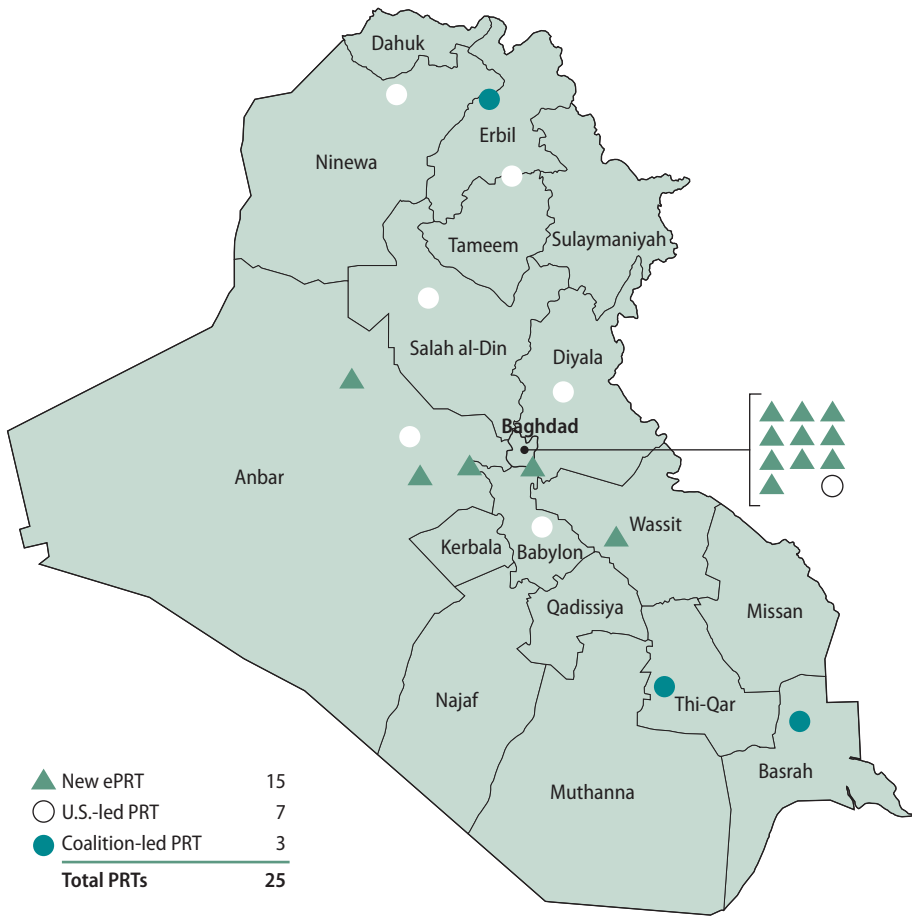 Dahuk
Erbil
Ninewa
Tameem
Sulaymaniyah
Salah al-Din
Diyala
Baghdad
Anbar
Wassit
Kerbala
Babylon
Qadissiya
Missan
Najaf
Thi-Qar
Basrah
Muthanna
New ePRT 15
U.S.-led PRT 7
Coalition-led PRT 3
Total PRTs 25